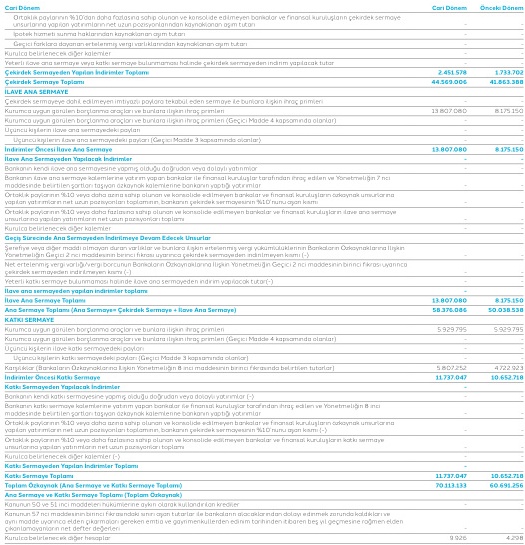 Cari Dönem Cari Dönem Önceki Dönem
Ortaklık paylarının %10'dan daha fazlasına sahip olunan ve konsolide edilmeyen bankalar ve finansal kuruluşların çekirdek sermaye
unsurlarına yapılan yatırımların net uzun pozisyonlarından kaynaklanan aşım tutarı - -
İpotek hizmeti sunma haklarından kaynaklanan aşım tutarı - -
Geçici farklara dayanan ertelenmiş vergi varlıklarından kaynaklanan aşım tutarı - -
Kurulca belirlenecek diğer kalemler - -
Yeterli ilave ana sermaye veya katkı sermaye bulunmaması halinde çekirdek sermayeden indirim yapılacak tutar - -
Çekirdek Sermayeden Yapılan İndirimler Toplamı 2.451.578 1.733.702
Çekirdek Sermaye Toplamı 44.569.006 41.863.388
İLAVE ANA SERMAYE
Çekirdek sermayeye dahil edilmeyen imtiyazlı paylara tekabül eden sermaye ile bunlara ilişkin ihraç primleri - -
Kurumca uygun görülen borçlanma araçları ve bunlara ilişkin ihraç primleri 13.807.080 8.175.150
Kurumca uygun görülen borçlanma araçları ve bunlara ilişkin ihraç primleri (Geçici Madde 4 kapsamında olanlar) - -
Üçüncü kişilerin ilave ana sermayedeki payları - -
Üçüncü kişilerin ilave ana sermayedeki payları (Geçici Madde 3 kapsamında olanlar) - -
İndirimler Öncesi İlave Ana Sermaye 13.807.080 8.175.150
İlave Ana Sermayeden Yapılacak İndirimler - -
Bankanın kendi ilave ana sermayesine yapmış olduğu doğrudan veya dolaylı yatırımlar - -
Bankanın ilave ana sermaye kalemlerine yatırım yapan bankalar ile finansal kuruluşlar tarafından ihraç edilen ve Yönetmeliğin 7 nci
maddesinde belirtilen şartları taşıyan özkaynak kalemlerine bankanın yaptığı yatırımlar - -
Ortaklık paylarının %10 veya daha azına sahip olunan ve konsolide edilmeyen bankalar ve finansal kuruluşların özkaynak unsurlarına
yapılan yatırımların net uzun pozisyonları toplamının, bankanın çekirdek sermayesinin %10'nunu aşan kısmı - -
Ortaklık paylarının %10 veya daha fazlasına sahip olunan ve konsolide edilmeyen bankalar ve finansal kuruluşların ilave ana sermaye
unsurlarına yapılan yatırımların net uzun pozisyonları toplamı - -
Kurulca belirlenecek diğer kalemler - -
Geçiş Sürecinde Ana Sermayeden İndirilmeye Devam Edecek Unsurlar
Şerefiye veya diğer maddi olmayan duran varlıklar ve bunlara ilişkin ertelenmiş vergi yükümlülüklerinin Bankaların Özkaynaklarına İlişkin
Yönetmeliğin Geçici 2 nci maddesinin birinci fıkrası uyarınca çekirdek sermayeden indirilmeyen kısmı (-) - -
Net ertelenmiş vergi varlığı/vergi borcunun Bankaların Özkaynaklarına İlişkin Yönetmeliğin Geçici 2 nci maddesinin birinci fıkrası uyarınca
çekirdek sermayeden indirilmeyen kısmı (-) - -
Yeterli katkı sermaye bulunmaması halinde ilave ana sermayeden indirim yapılacak tutar(-) - -
İlave ana sermayeden yapılan indirimler toplamı - -
İlave Ana Sermaye Toplamı 13.807.080 8.175.150
Ana Sermaye Toplamı (Ana Sermaye= Çekirdek Sermaye + İlave Ana Sermaye) 58.376.086 50.038.538
KATKI SERMAYE
Kurumca uygun görülen borçlanma araçları ve bunlara ilişkin ihraç primleri 5.929.795 5.929.795
Kurumca uygun görülen borçlanma araçları ve bunlara ilişkin ihraç primleri (Geçici Madde 4 kapsamında olanlar) - -
Üçüncü kişilerin ilave katkı sermayedeki payları - -
Üçüncü kişilerin katkı sermayedeki payları (Geçici Madde 3 kapsamında olanlar) - -
Karşılıklar (Bankaların Özkaynaklarına İlişkin Yönetmeliğin 8 inci maddesinin birinci fıkrasında belirtilen tutarlar) 5.807.252 4.722.923
İndirimler Öncesi Katkı Sermaye 11.737.047 10.652.718
Katkı Sermayeden Yapılacak İndirimler - -
Bankanın kendi katkı sermayesine yapmış olduğu doğrudan veya dolaylı yatırımlar (-) - -
Bankanın katkı sermaye kalemlerine yatırım yapan bankalar ile finansal kuruluşlar tarafından ihraç edilen ve Yönetmeliğin 8 inci
maddesinde belirtilen şartları taşıyan özkaynak kalemlerine bankanın yaptığı yatırımlar - -
Ortaklık paylarının %10 veya daha azına sahip olunan ve konsolide edilmeyen bankalar ve finansal kuruluşların özkaynak unsurlarına
yapılan yatırımların net uzun pozisyonları toplamının, bankanın çekirdek sermayesinin %10'nunu aşan kısmı (-) - -
Ortaklık paylarının %10 veya daha fazlasına sahip olunan ve konsolide edilmeyen bankalar ve finansal kuruluşların katkı sermaye
unsurlarına yapılan yatırımların net uzun pozisyonları toplamı - -
Kurulca belirlenecek diğer kalemler (-) - -
Katkı Sermayeden Yapılan İndirimler Toplamı - -
Katkı Sermaye Toplamı 11.737.047 10.652.718
Toplam Özkaynak (Ana Sermaye ve Katkı Sermaye Toplamı) 70.113.133 60.691.256
Ana Sermaye ve Katkı Sermaye Toplamı (Toplam Özkaynak)
Kanunun 50 ve 51 inci maddeleri hükümlerine aykırı olarak kullandırılan krediler - -
Kanunun 57 nci maddesinin birinci fıkrasındaki sınırı aşan tutarlar ile bankaların alacaklarından dolayı edinmek zorunda kaldıkları ve
aynı madde uyarınca elden çıkarmaları gereken emtia ve gayrimenkullerden edinim tarihinden itibaren beş yıl geçmesine rağmen elden
çıkarılamayanların net defter değerleri - -
Kurulca belirlenecek diğer hesaplar 9.926 4.298